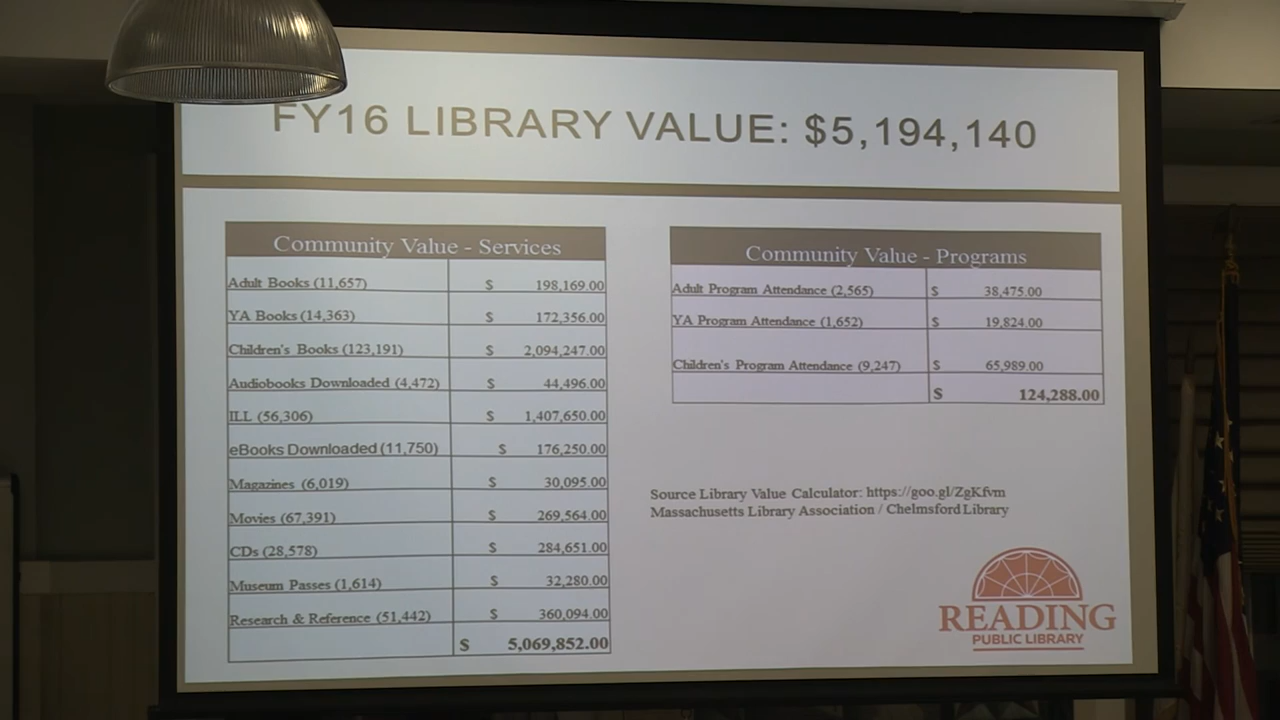 FY16 LIBRARY VALUE: $5,194,140
Community Value - Services
Adult Books (11,657) $ 198,169.00
YA Books (14,363) $ 172,356.00
Children's Books (123,191) $ 2,094,247.00
Audiobooks Downloaded (4,472) $ 44,496.00
ILL (56,306) $ 1,407,650.00
eBooks Downloaded (11,750) $ 176,250.00
Magazines (6,019) $ 30,095.00
Movies (67,391) $ 269,564.00
CDs (28,578) $ 284,651.00
Museum Passes (1,614) $ 32,280.00
Research & Reference (51,442) $ 360,094.00
$ 5,069,852.00
Community Value - Programs
Adult Program Attendance (2,565) $ 38,475.00
YA Program Attendance (1,652) $ 19,824.00
Children's Program Attendance (9,247) $ 65,989.00
$ 124,288.00
Source Library Value Calculator: https://goo.gl/ZgKfvm
Massachusetts Library Association / Chelmsford Library
READING
PUBLIC LIBRARY